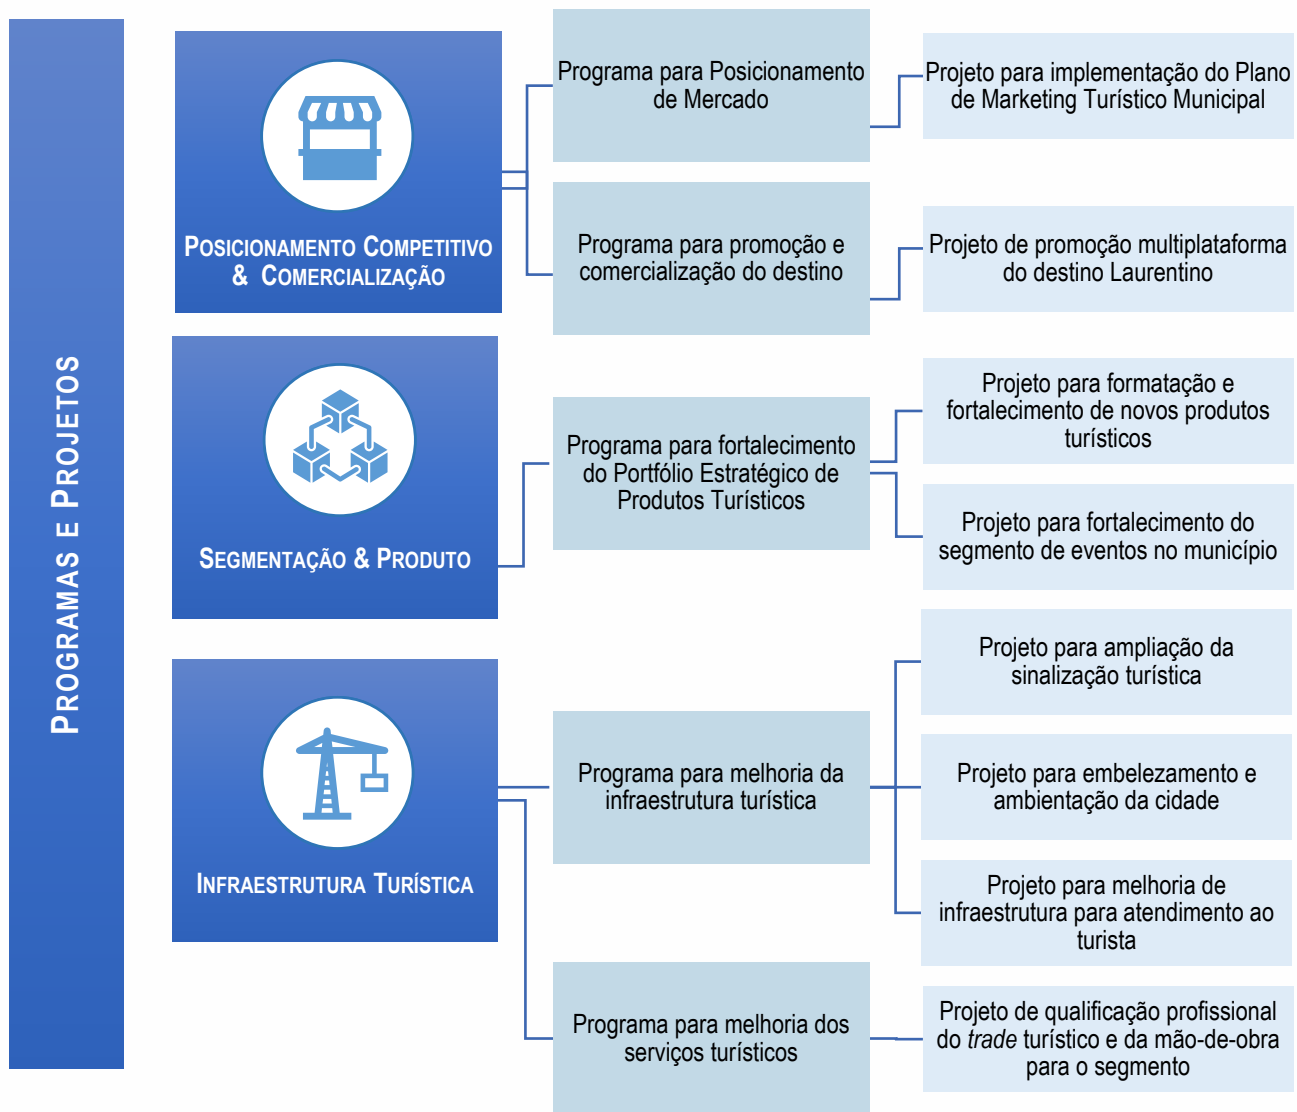 PROGRAMAS E PROJETOS
POSICIONAMENTO COMPETITIVO
& COMERCIALIZAÇÃO
Programa para Posicionamento
de Mercado
Projeto para implementação do Plano
de Marketing Turístico Municipal
Programa para promoção e
comercialização do destino
Projeto de promoção multiplataforma
do destino Laurentino
SEGMENTAÇÃO & PRODUTO
Programa para fortalecimento
do Portfólio Estratégico de
Produtos Turísticos
Projeto para formatação e
fortalecimento de novos produtos
turísticos
Projeto para fortalecimento do
segmento de eventos no município
INFRAESTRUTURA TURÍSTICA
Programa para melhoria da
infraestrutura turística
Projeto para ampliação da
sinalização turística
Projeto para embelezamento e
ambientação da cidade
Projeto para melhoria de
infraestrutura para atendimento ao
turista
Programa para melhoria dos
serviços turísticos
Projeto de qualificação profissional
do trade turístico e da mão-de-obra
para o segmento